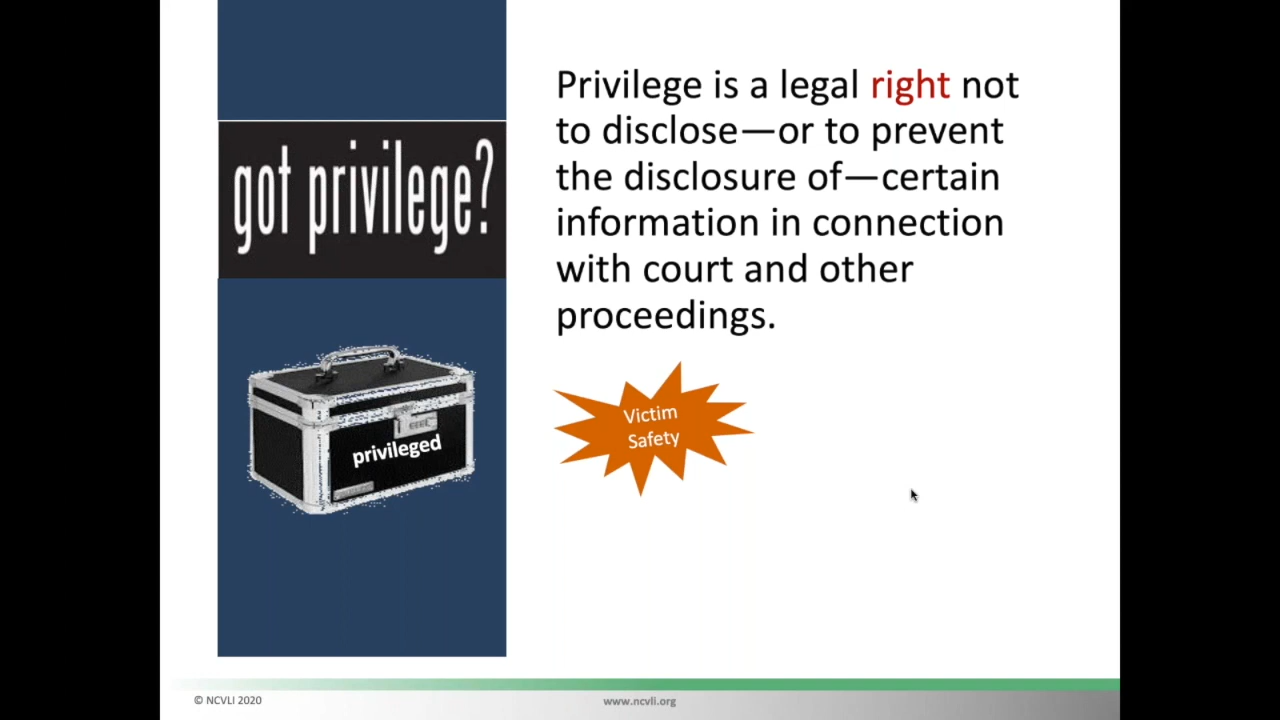 got privilege?
privileged
Privilege is a legal right not
to disclose—or to prevent
the disclosure of—certain
information in connection
with court and other
proceedings.
Victim
Safety
© NCVLI 2020
www.ncvli.org